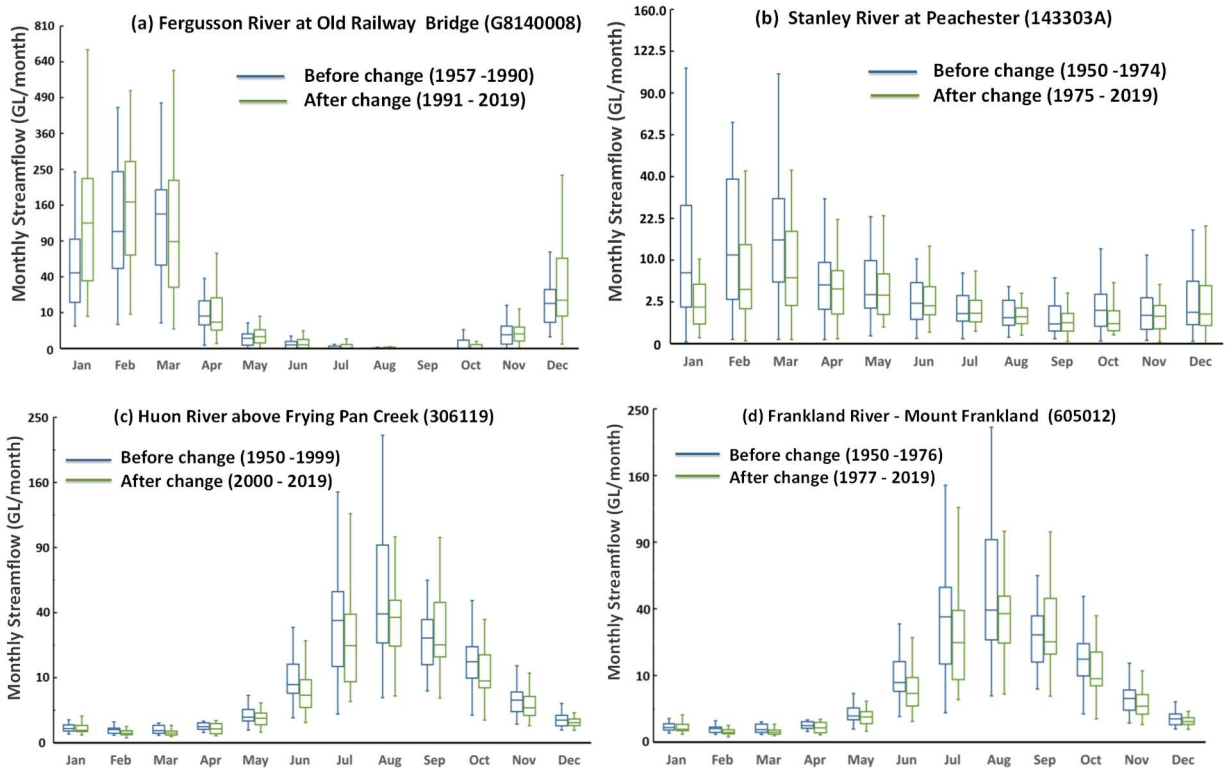 (a) Fergusson River at Old Railway Bridge (G8140008)
Monthly Streamflow (GL/month)
810
640
490
360
250
160
90
40
10
0
Before change (1957 -1990)
After change (1991 - 2019)
Jan Feb Mar Apr May Jun Jul Aug Sep Oct Nov Dec
(b) Stanley River at Peachester (143303A)
Monthly Streamflow (GL/month)
160.0
122.5
90.0
62.5
40.0
22.5
10.0
2.5
0
Before change (1950 -1974)
After change (1975 - 2019)
Jan Feb Mar Apr May Jun Jul Aug Sep Oct Nov Dec
(c) Huon River above Frying Pan Creek (306119)
Monthly Streamflow (GL/month)
250
160
90
40
10
0
Before change (1950 -1999)
After change (2000 - 2019)
Jan Feb Mar Apr May Jun Jul Aug Sep Oct Nov Dec
(d) Frankland River - Mount Frankland (605012)
Monthly Streamflow (GL/month)
250
160
90
40
10
0
Before change (1950 -1976)
After change (1977 - 2019)
Jan Feb Mar Apr May Jun Jul Aug Sep Oct Nov Dec